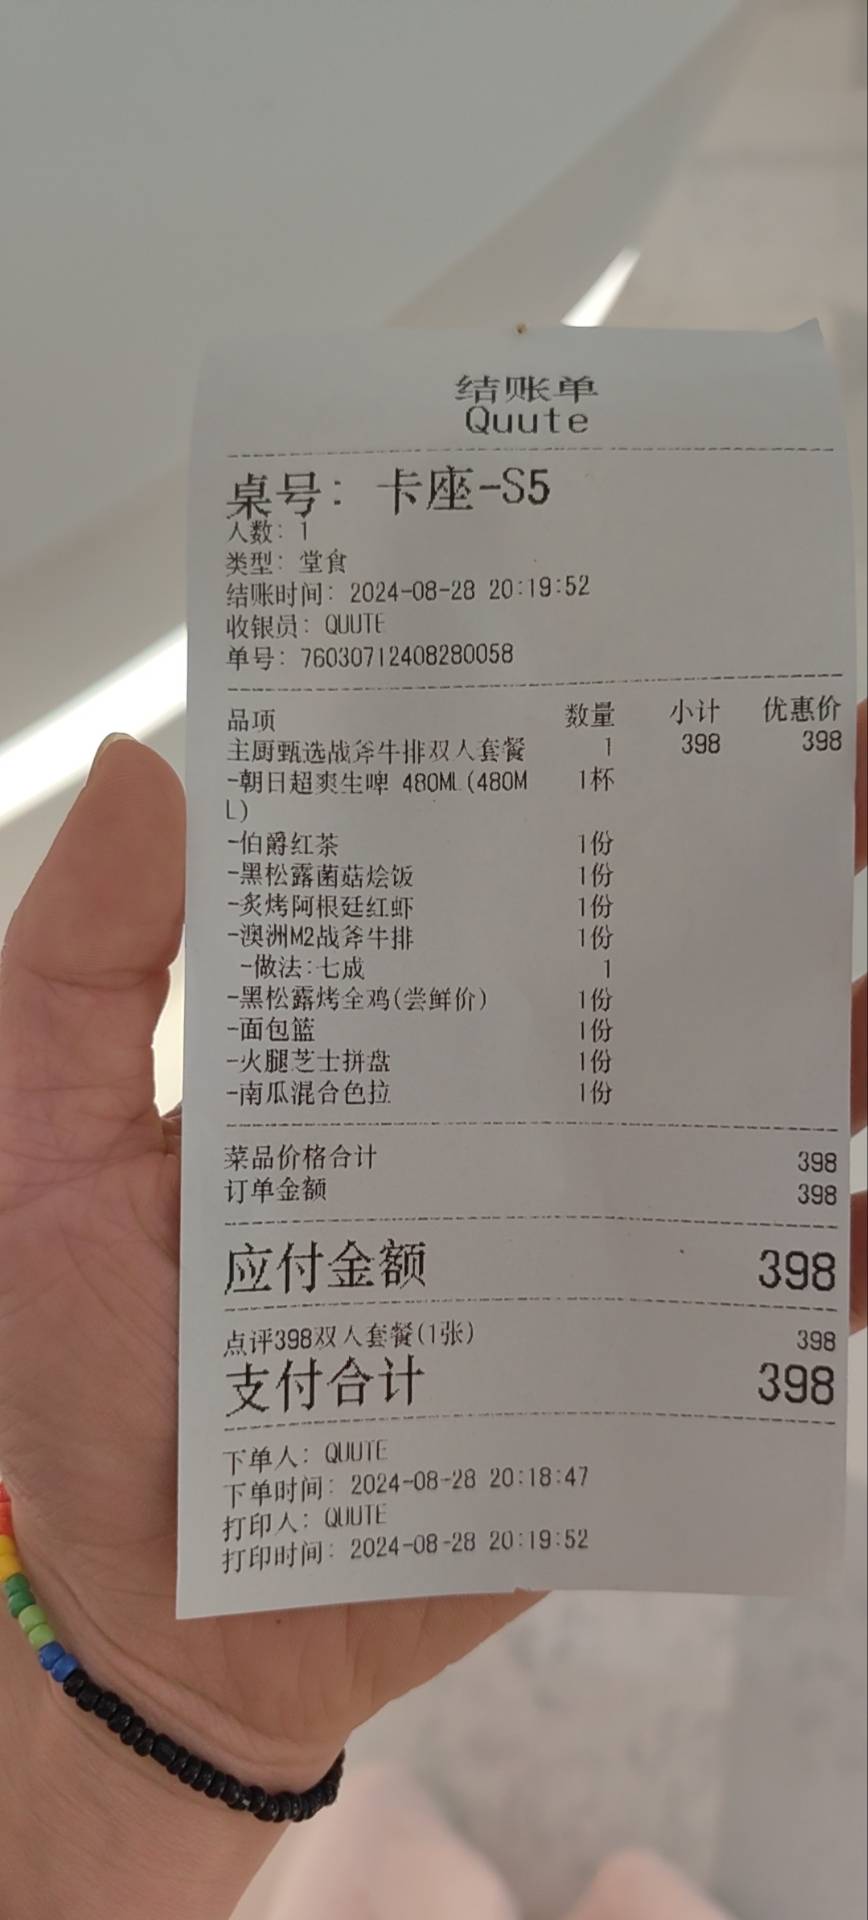 结账单
Quute
桌号: 卡座-S5
人数: 1
类型: 堂食
结账时间: 2024-08-28 20:19:52
收银员: QUUTE
单号: 76030712408280058
品项 数量 小计 优惠价
主厨甄选战斧牛排双人套餐 1 398 398
-朝日超爽生啤 480ML(480M 1杯
L)
-伯爵红茶 1份
-黑松露菌菇烩饭 1份
-炙烤阿根廷红虾 1份
-澳洲M2战斧牛排 1份
-做法:七成 1
-黑松露烤全鸡(尝鲜价) 1份
-面包篮 1份
-火腿芝士拼盘 1份
-南瓜混合色拉 1份
菜品价格合计 398
订单金额 398
应付金额 398
点评398双人套餐(1张) 398
支付合计 398
下单人: QUUTE
下单时间: 2024-08-28 20:18:47
打印人: QUUTE
打印时间: 2024-08-28 20:19:52